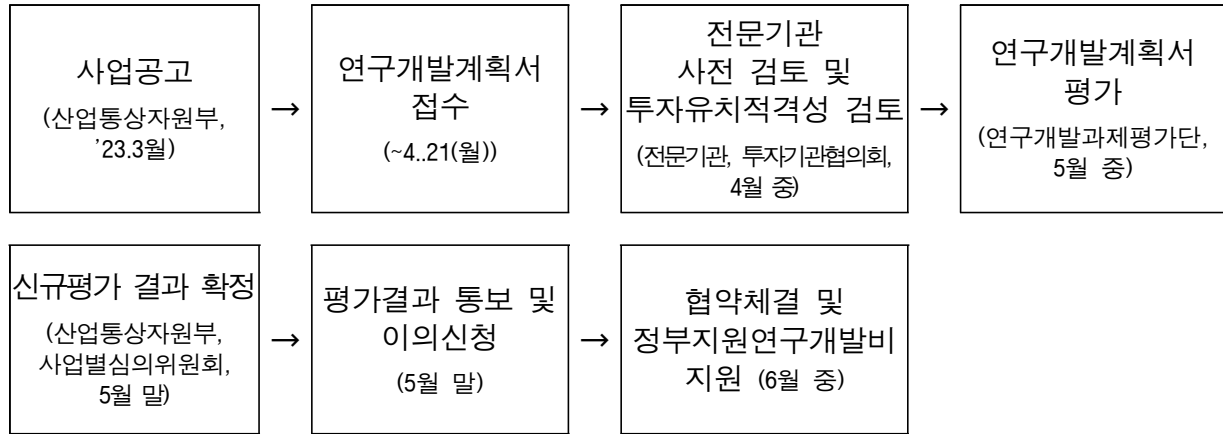 사업공고
(산업통상자원부,
’23.3월)
→
연구개발계획서
접수
(~4..21(월))
→
전문기관
사전 검토 및
투자유치적격성 검토
(전문기관, 투자기관협의회,
4월 중)
→
연구개발계획서
평가
(연구개발과제평가단,
5월 중)
신규평가 결과 확정
(산업통상자원부,
사업별심의위원회,
5월 말)
→
평가결과 통보 및
이의신청
(5월 말)
→
협약체결 및
정부지원연구개발비
지원 (6월 중)